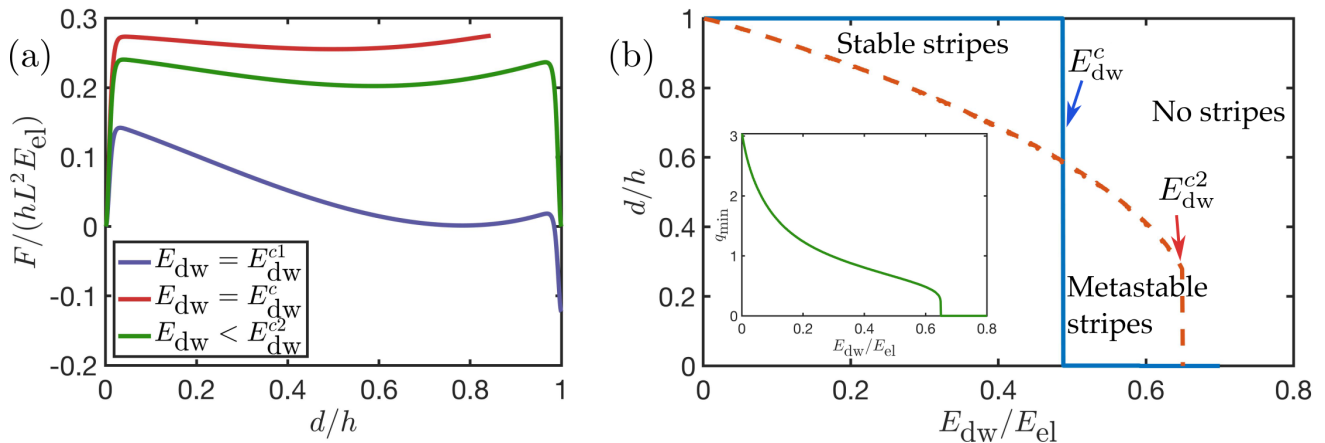 (a)
F/(hL²E_el)
0.3
0.2
0.1
0
-0.1
-0.2
E_dw = E_dw^c1
E_dw = E_dw^c
E_dw < E_dw^c2
0 0.2 0.4 0.6 0.8 1
d/h
(b)
d/h
1
0.8
0.6
0.4
0.2
0
Stable stripes
E_dw^c
No stripes
E_dw^c2
Metastable
stripes
q_min
3
2
1
0
0 0.2 0.4 0.6 0.8
E_dw/E_el
0 0.2 0.4 0.6 0.8
E_dw/E_el